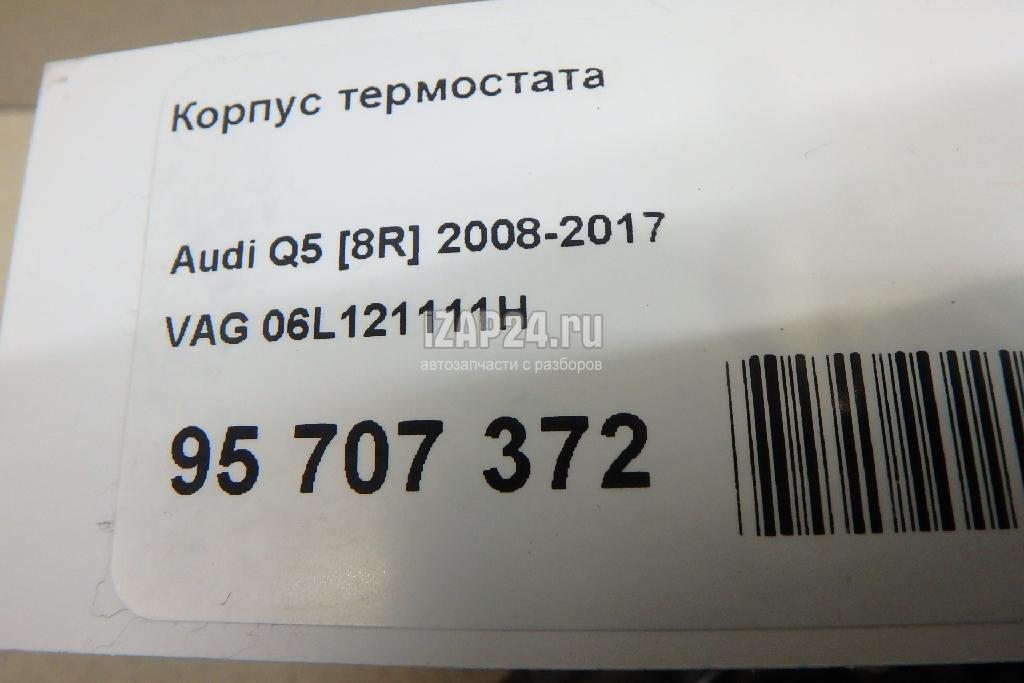 Корпус термостата
Audi Q5 [8R] 2008-2017
VAG 06L121111H
IZAP24.ru
автозапчасти с разборов
95 707 372